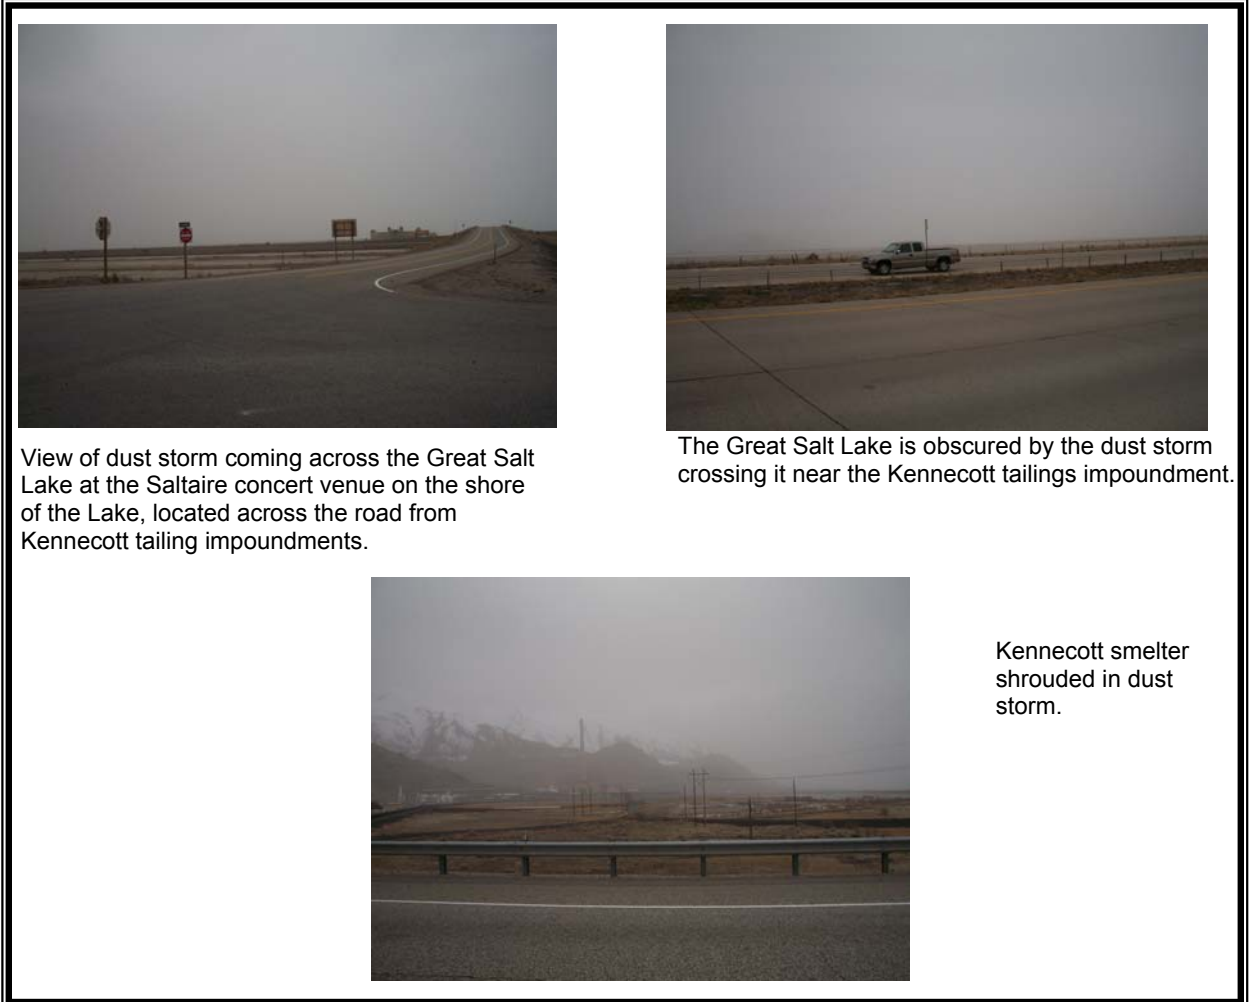 View of dust storm coming across the Great Salt
Lake at the Saltaire concert venue on the shore
of the Lake, located across the road from
Kennecott tailing impoundments.
The Great Salt Lake is obscured by the dust storm
crossing it near the Kennecott tailings impoundment.
Kennecott smelter
shrouded in dust
storm.